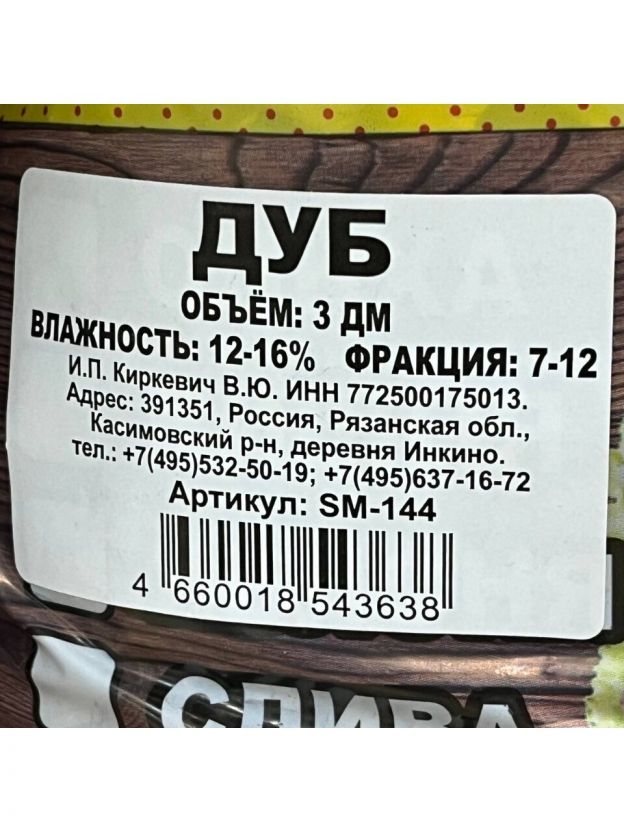 ДУБ
ОБЪЁМ: 3 ДМ
ВЛАЖНОСТЬ: 12-16% ФРАКЦИЯ: 7-12
И.П. Киркевич В.Ю. ИНН 772500175013.
Адрес: 391351, Россия, Рязанская обл.,
Касимовский р-н, деревня Инкино.
тел.: +7(495)532-50-19; +7(495)637-16-72
Артикул: SM-144
4 660018 543638
СЛИВА